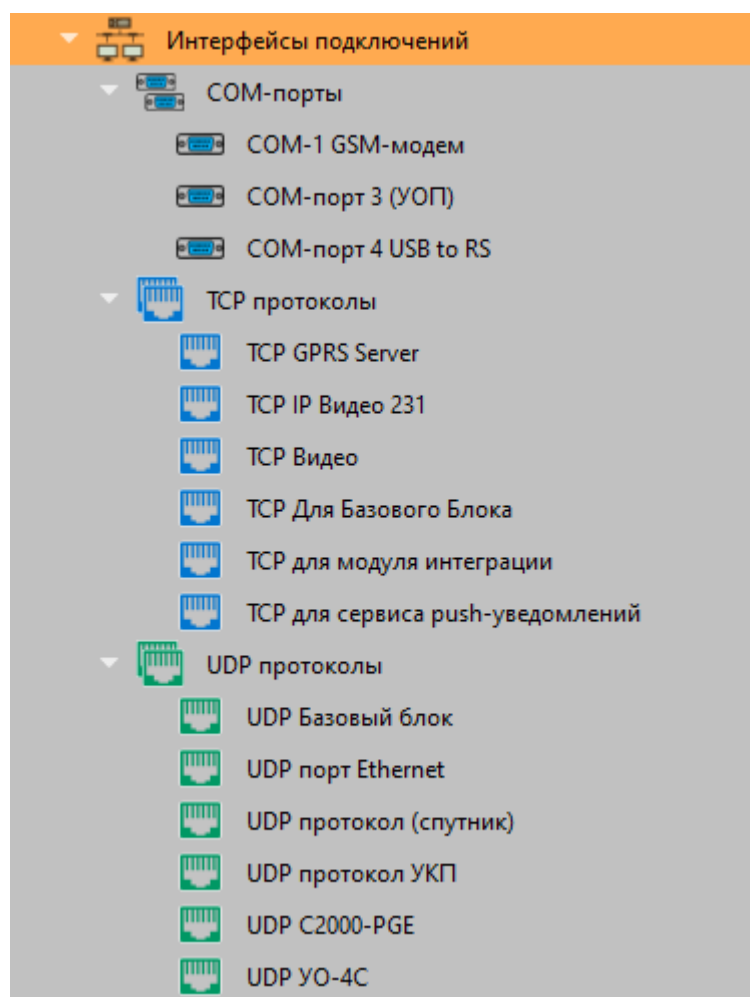 Интерфейсы подключений
COM-порты
COM-1 GSM-модем
COM-порт 3 (УОП)
COM-порт 4 USB to RS
TCP протоколы
TCP GPRS Server
TCP IP Видео 231
TCP Видео
TCP Для Базового Блока
TCP для модуля интеграции
TCP для сервиса push-уведомлений
UDP протоколы
UDP Базовый блок
UDP порт Ethernet
UDP протокол (спутник)
UDP протокол УКП
UDP C2000-PGE
UDP УО-4С